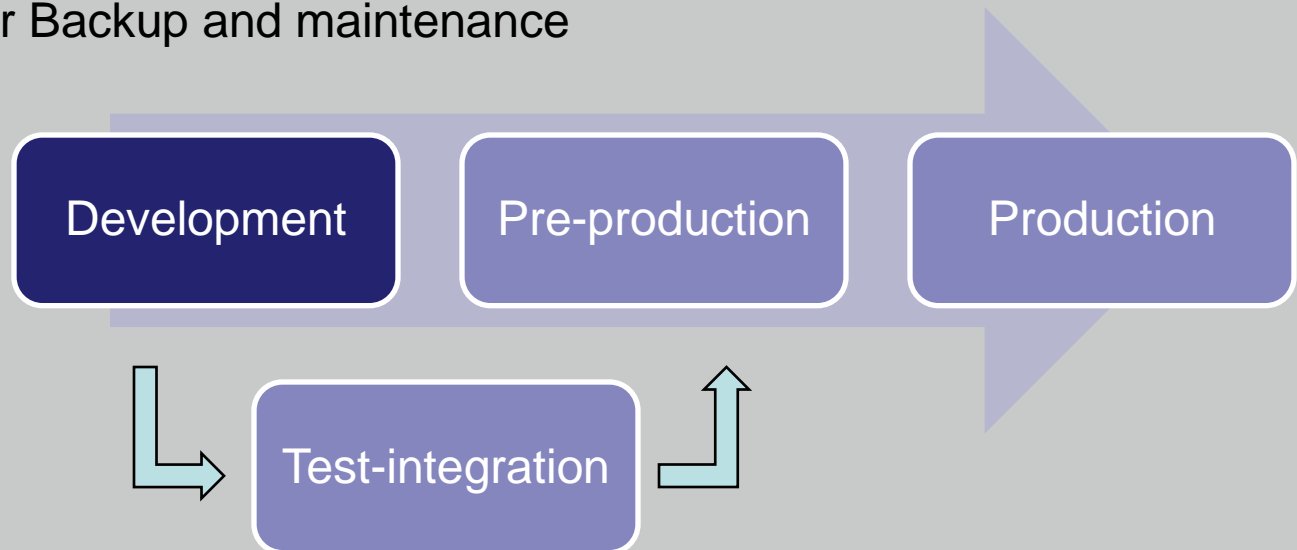 r Backup and maintenance
Development
Pre-production
Production
Test-integration